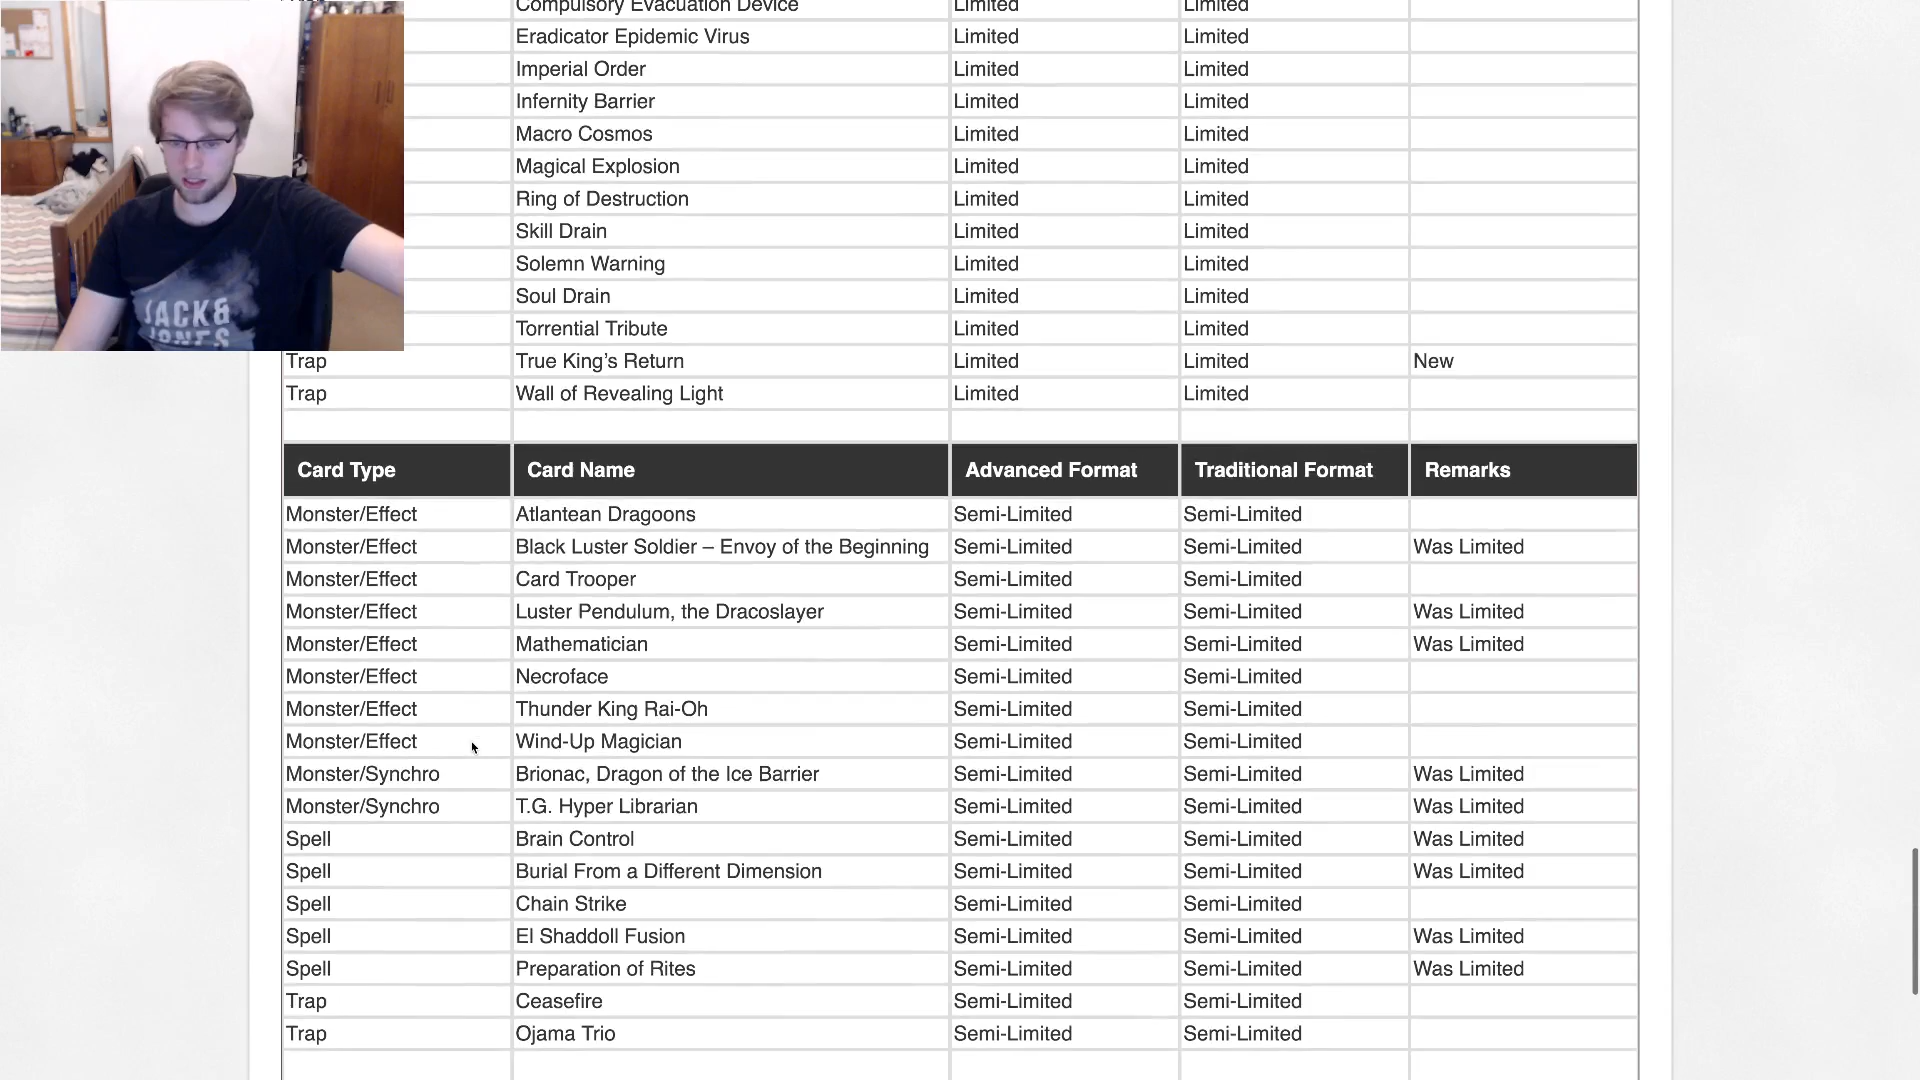 Compulsory Evacuation Device Limited Limited
Eradicator Epidemic Virus Limited Limited
Imperial Order Limited Limited
Infernity Barrier Limited Limited
Macro Cosmos Limited Limited
Magical Explosion Limited Limited
Ring of Destruction Limited Limited
Skill Drain Limited Limited
Solemn Warning Limited Limited
Soul Drain Limited Limited
Torrential Tribute Limited Limited
Trap True King’s Return Limited Limited New
Trap Wall of Revealing Light Limited Limited
Card Type Card Name Advanced Format Traditional Format Remarks
Monster/Effect Atlantean Dragoons Semi-Limited Semi-Limited
Monster/Effect Black Luster Soldier – Envoy of the Beginning Semi-Limited Semi-Limited Was Limited
Monster/Effect Card Trooper Semi-Limited Semi-Limited
Monster/Effect Luster Pendulum, the Dracoslayer Semi-Limited Semi-Limited Was Limited
Monster/Effect Mathematician Semi-Limited Semi-Limited Was Limited
Monster/Effect Necroface Semi-Limited Semi-Limited
Monster/Effect Thunder King Rai-Oh Semi-Limited Semi-Limited
Monster/Effect Wind-Up Magician Semi-Limited Semi-Limited
Monster/Synchro Brionac, Dragon of the Ice Barrier Semi-Limited Semi-Limited Was Limited
Monster/Synchro T.G. Hyper Librarian Semi-Limited Semi-Limited Was Limited
Spell Brain Control Semi-Limited Semi-Limited Was Limited
Spell Burial From a Different Dimension Semi-Limited Semi-Limited Was Limited
Spell Chain Strike Semi-Limited Semi-Limited
Spell El Shaddoll Fusion Semi-Limited Semi-Limited Was Limited
Spell Preparation of Rites Semi-Limited Semi-Limited Was Limited
Trap Ceasefire Semi-Limited Semi-Limited
Trap Ojama Trio Semi-Limited Semi-Limited
JACK&
JONES